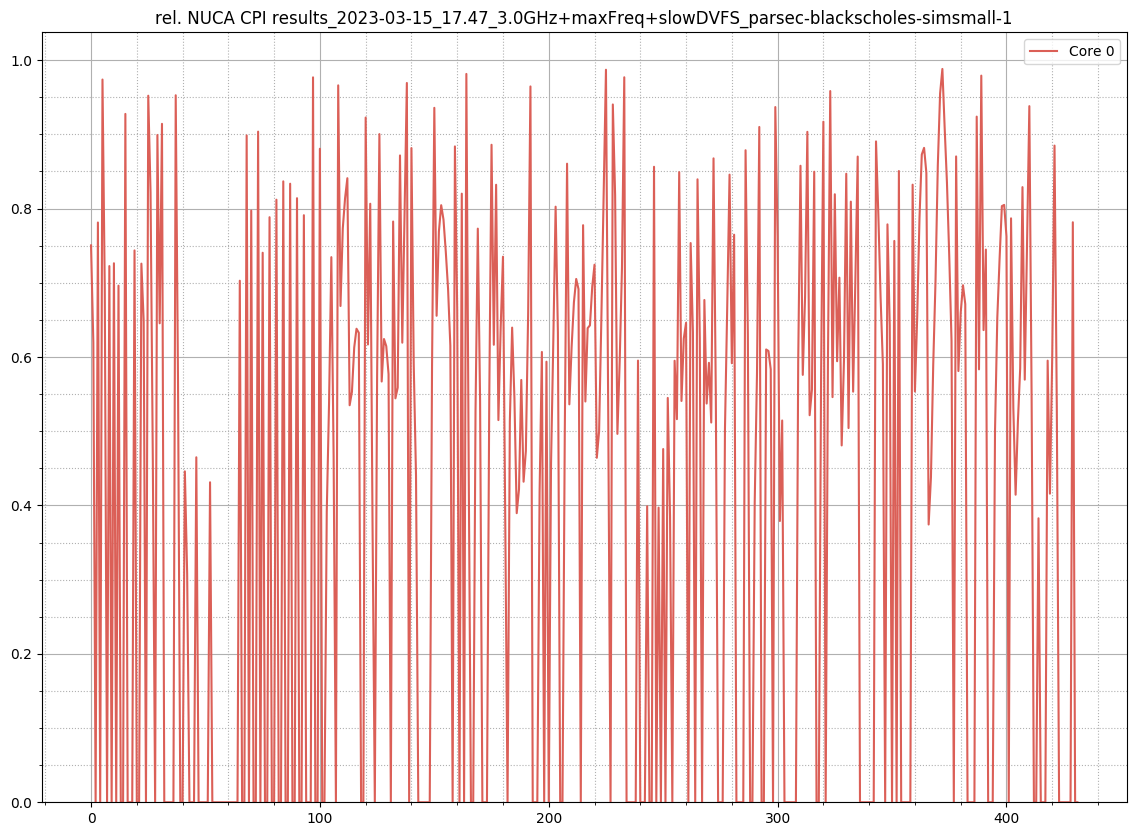 rel. NUCA CPI results_2023-03-15_17.47_3.0GHz+maxFreq+slowDVFS_parsec-blackscholes-simsmall-1
Core 0
1.0
0.8
0.6
0.4
0.2
0.0
0 100 200 300 400